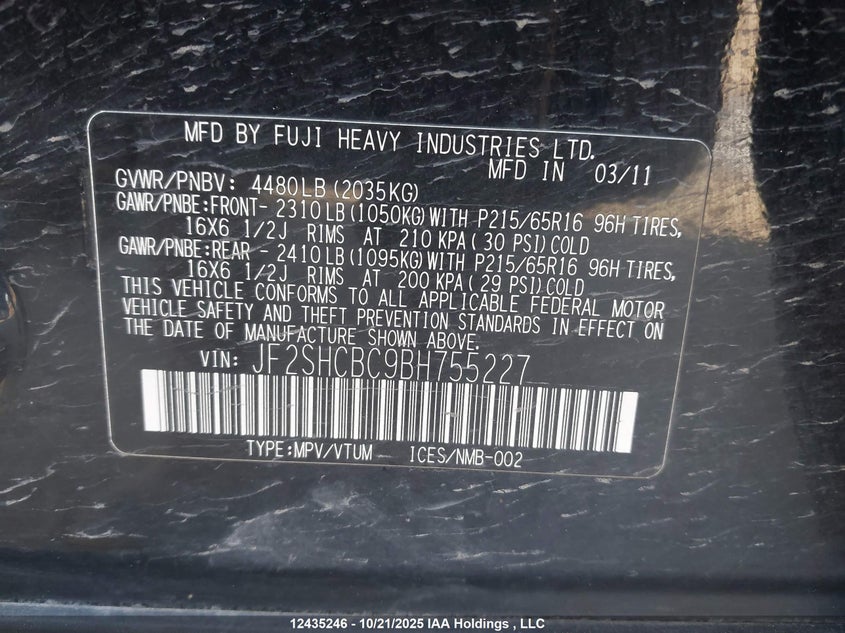 MFD BY FUJI HEAVY INDUSTRIES LTD.
MFD IN 03/11
GVWR/PNBV: 4480LB (2035KG)
GAWR/PNBE:FRONT- 2310LB (1050KG) WITH P215/65R16 96H TIRES,
16X6 1/2J RIMS AT 210 KPA (30 PSI) COLD
GAWR/PNBE:REAR - 2410LB (1095KG) WITH P215/65R16 96H TIRES,
16X6 1/2J RIMS AT 200 KPA (29 PSI) COLD
THIS VEHICLE CONFORMS TO ALL APPLICABLE FEDERAL MOTOR
VEHICLE SAFETY AND THEFT PREVENTION STANDARDS IN EFFECT ON
THE DATE OF MANUFACTURE SHOWN ABOVE.
VIN: JF2SHCBC9BH755227
TYPE:MPV/VTUM ICES/NMB-002
12435246 - 10/21/2025 IAA Holdings , LLC